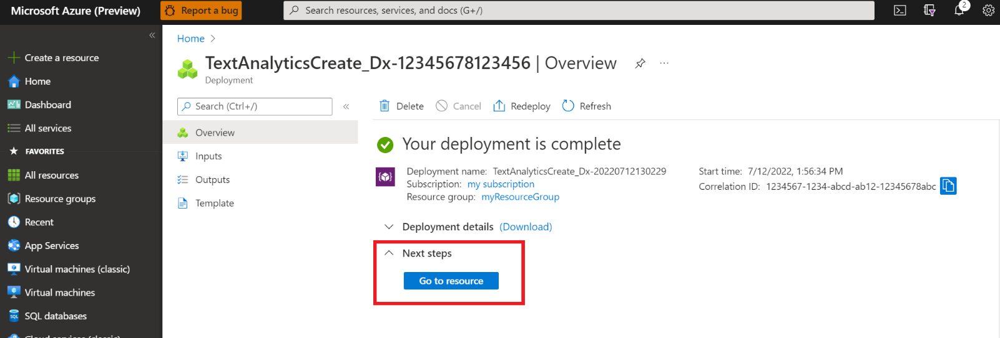 Microsoft Azure (Preview)
Report a bug
Search resources, services, and docs (G+/)
2
«
Create a resource
Home
Dashboard
All services
FAVORITES
All resources
Resource groups
Recent
App Services
Virtual machines (classic)
Virtual machines
SQL databases
Cloud services (classic)
Home >
TextAnalyticsCreate_Dx-12345678123456 | Overview
...
Deployment
Search (Ctrl+/)
«
Overview
Inputs
Outputs
Template
Delete
Cancel
Redeploy
Refresh
Your deployment is complete
Deployment name: TextAnalyticsCreate_Dx-20220712130229
Subscription: my subscription
Resource group: myResourceGroup
Start time: 7/12/2022, 1:56:34 PM
Correlation ID: 1234567-1234-abcd-ab12-12345678abc
Deployment details (Download)
Next steps
Go to resource